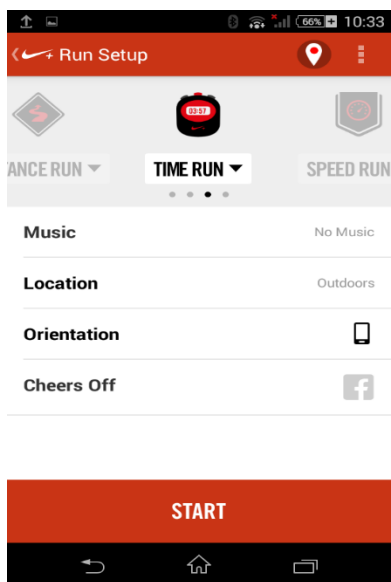 66% 10:33
Run Setup
03:57
ANCE RUN TIME RUN SPEED RUN
Music No Music
Location Outdoors
Orientation
Cheers Off f
START